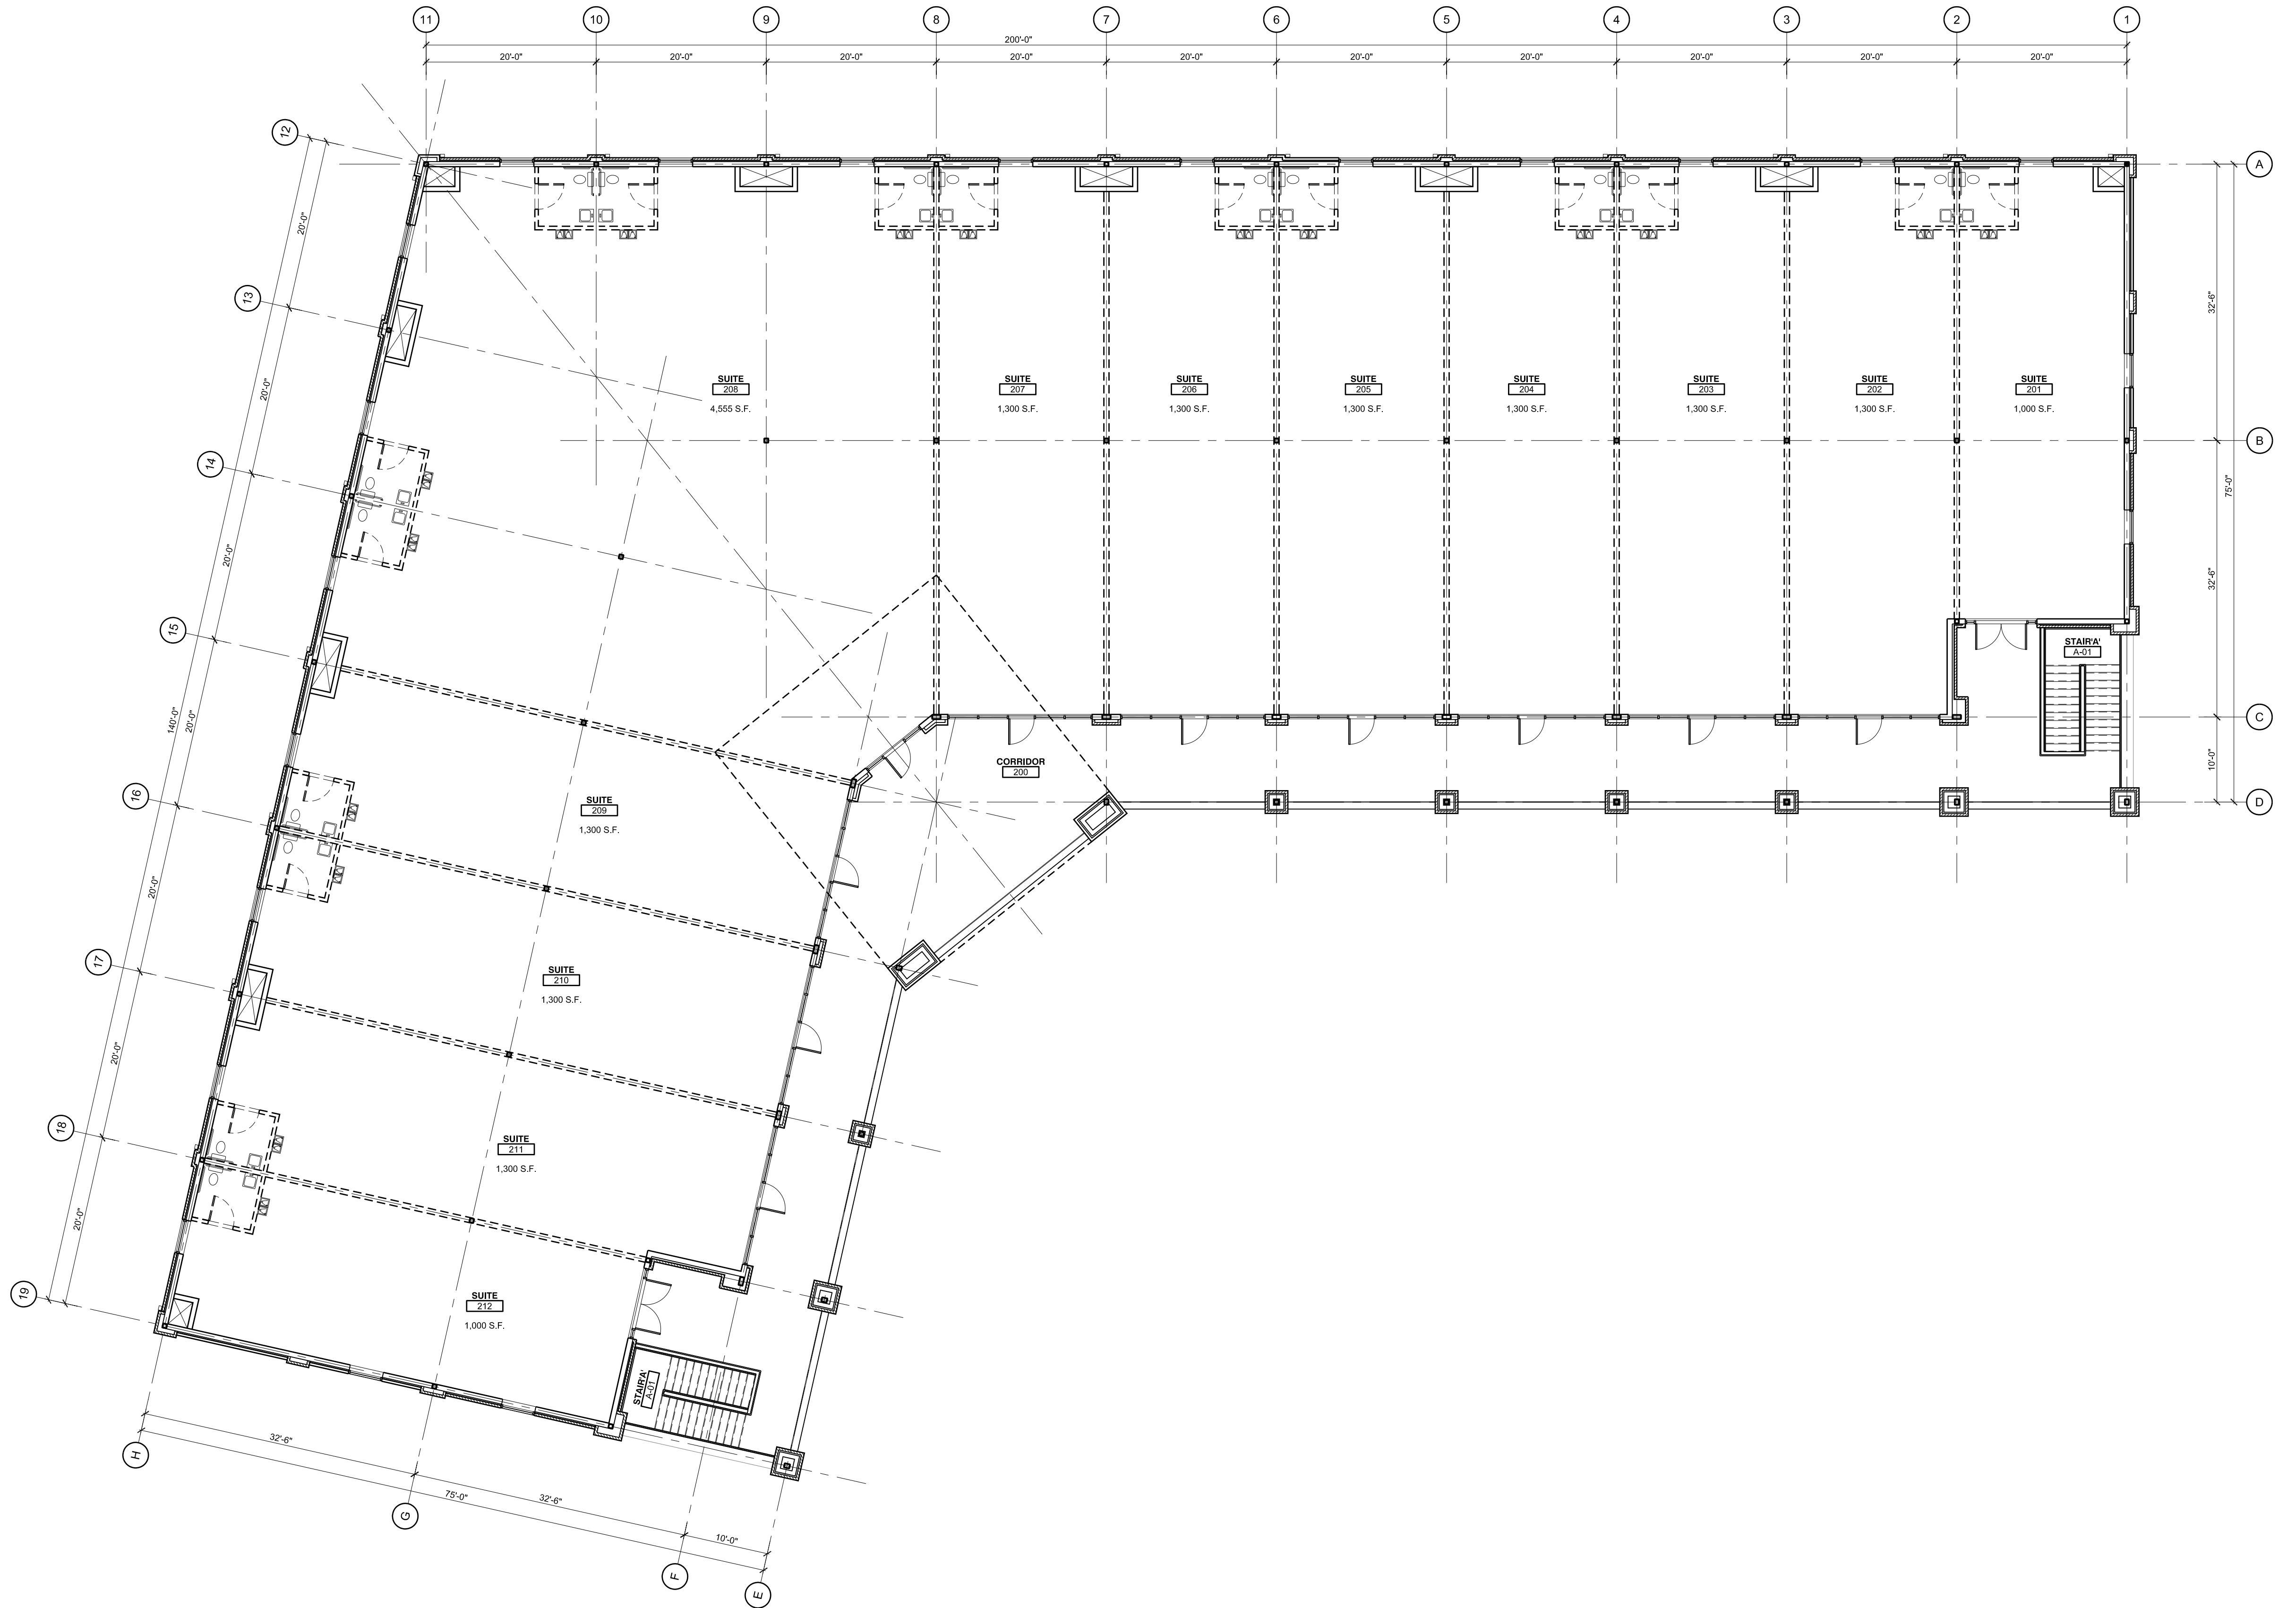 11
10
9
8
7
6
5
4
3
2
1
200'-0"
20'-0"
20'-0"
20'-0"
20'-0"
20'-0"
20'-0"
20'-0"
20'-0"
20'-0"
20'-0"
12
13
14
15
16
17
18
19
20'-0"
20'-0"
20'-0"
140'-0"
20'-0"
20'-0"
20'-0"
20'-0"
A
B
C
D
32'-6"
75'-0"
32'-6"
10'-0"
SUITE
208
4,555 S.F.
SUITE
207
1,300 S.F.
SUITE
206
1,300 S.F.
SUITE
205
1,300 S.F.
SUITE
204
1,300 S.F.
SUITE
203
1,300 S.F.
SUITE
202
1,300 S.F.
SUITE
201
1,000 S.F.
STAIR'A'
A-01
CORRIDOR
200
SUITE
209
1,300 S.F.
SUITE
210
1,300 S.F.
SUITE
211
1,300 S.F.
SUITE
212
1,000 S.F.
STAIR'A'
A-01
32'-6"
75'-0"
32'-6"
10'-0"
H
G
F
E